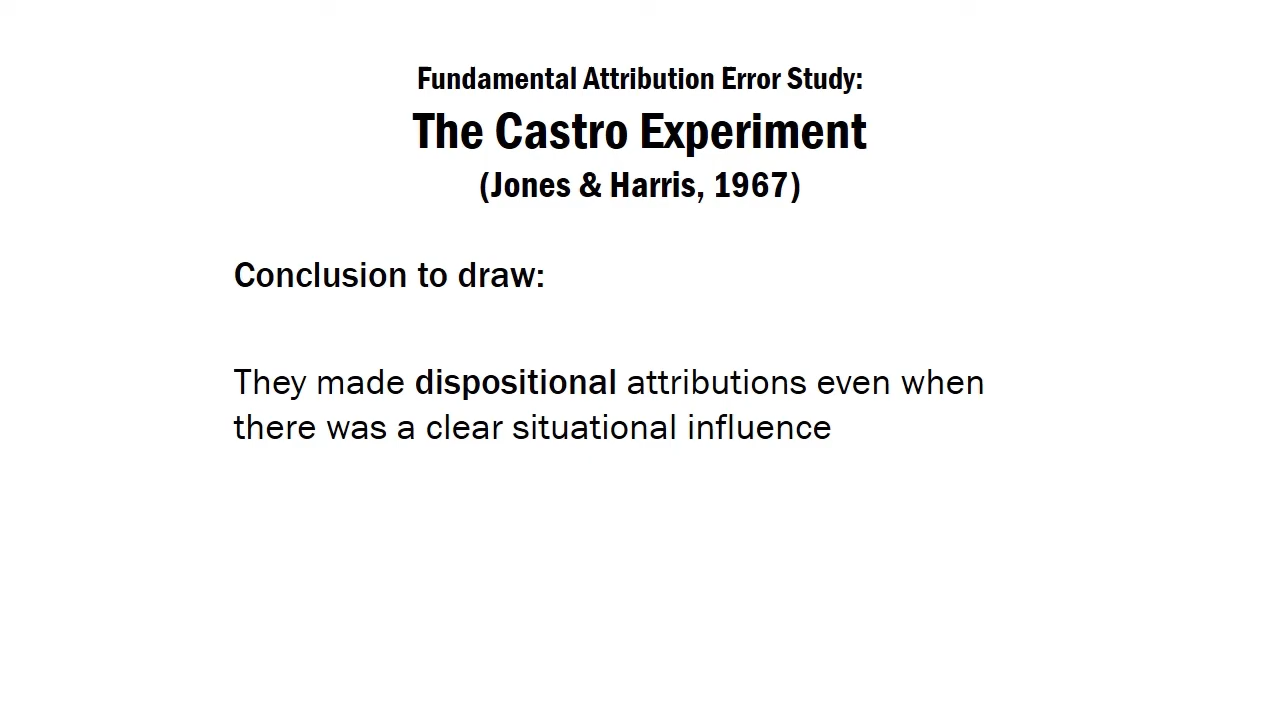 Fundamental Attribution Error Study:
The Castro Experiment
(Jones & Harris, 1967)
Conclusion to draw:
They made dispositional attributions even when
there was a clear situational influence